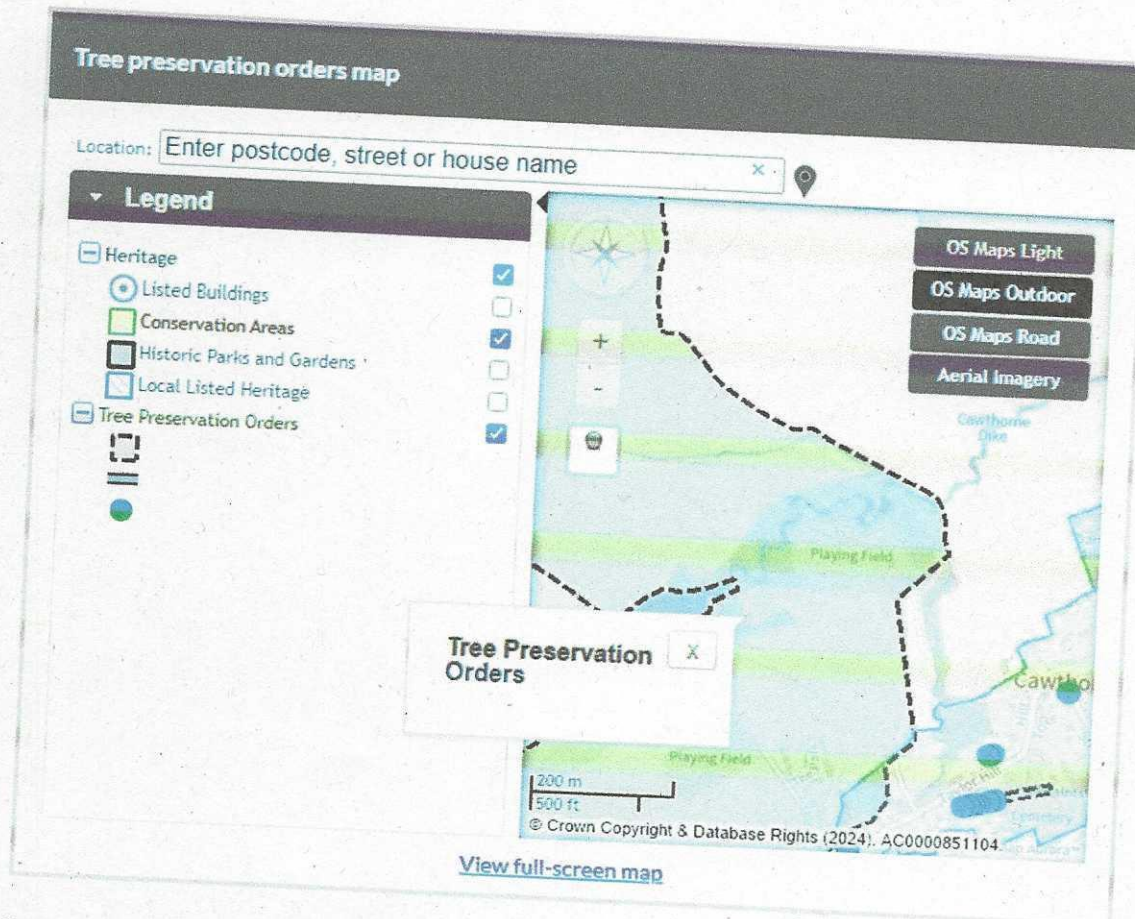 Tree preservation orders map
Location: Enter postcode, street or house name ×
Legend
Heritage
Listed Buildings
Conservation Areas
Historic Parks and Gardens
Local Listed Heritage
Tree Preservation Orders
+
-
OS Maps Light
OS Maps Outdoor
OS Maps Road
Aerial Imagery
Cawthorne
Dike
Playing Field
Tree Preservation
Orders
X
Cawtho
Playing Field
200 m
500 ft
Hill
Cemetery
© Crown Copyright & Database Rights (2024). AC0000851104.
View full-screen map